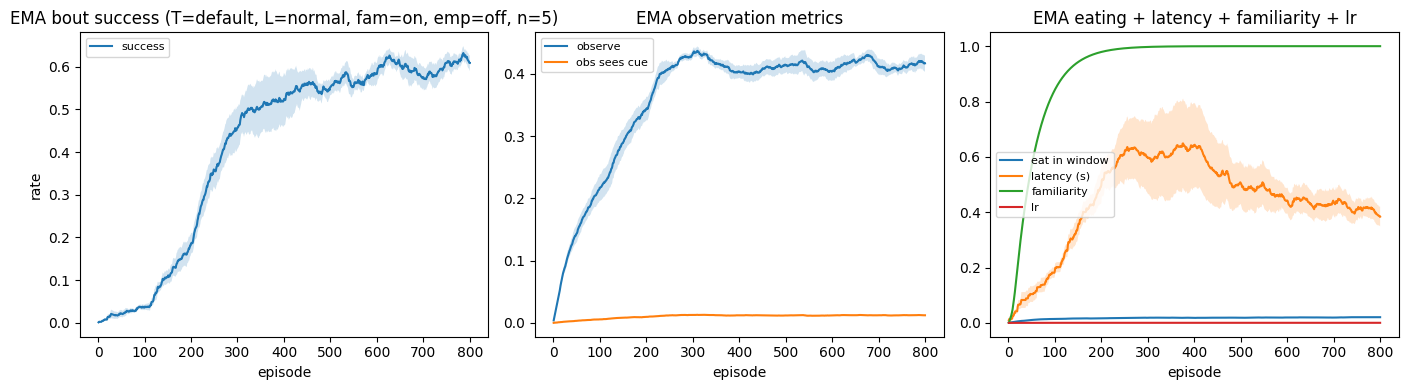 EMA bout success (T=default, L=normal, fam=on, emp=off, n=5)
success
0.6
0.5
0.4
0.3
0.2
0.1
0.0
rate
0 100 200 300 400 500 600 700 800
episode
EMA observation metrics
observe
obs sees cue
0.4
0.3
0.2
0.1
0.0
0 100 200 300 400 500 600 700 800
episode
EMA eating + latency + familiarity + lr
1.0
0.8
0.6
0.4
0.2
0.0
eat in window
latency (s)
familiarity
lr
0 100 200 300 400 500 600 700 800
episode